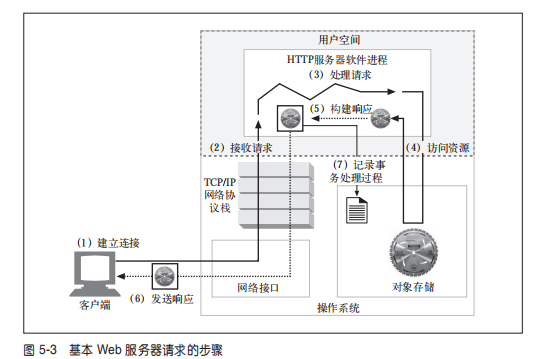 用户空间
HTTP服务器软件进程
(3) 处理请求
(5) 构建响应
(2) 接收请求
(4) 访问资源
(7) 记录事
务处理过程
TCP/IP
网络协
议栈
(1) 建立连接
(6) 发送响应
客户端
网络接口
对象存储
操作系统
图 5-3 基本 Web 服务器请求的步骤